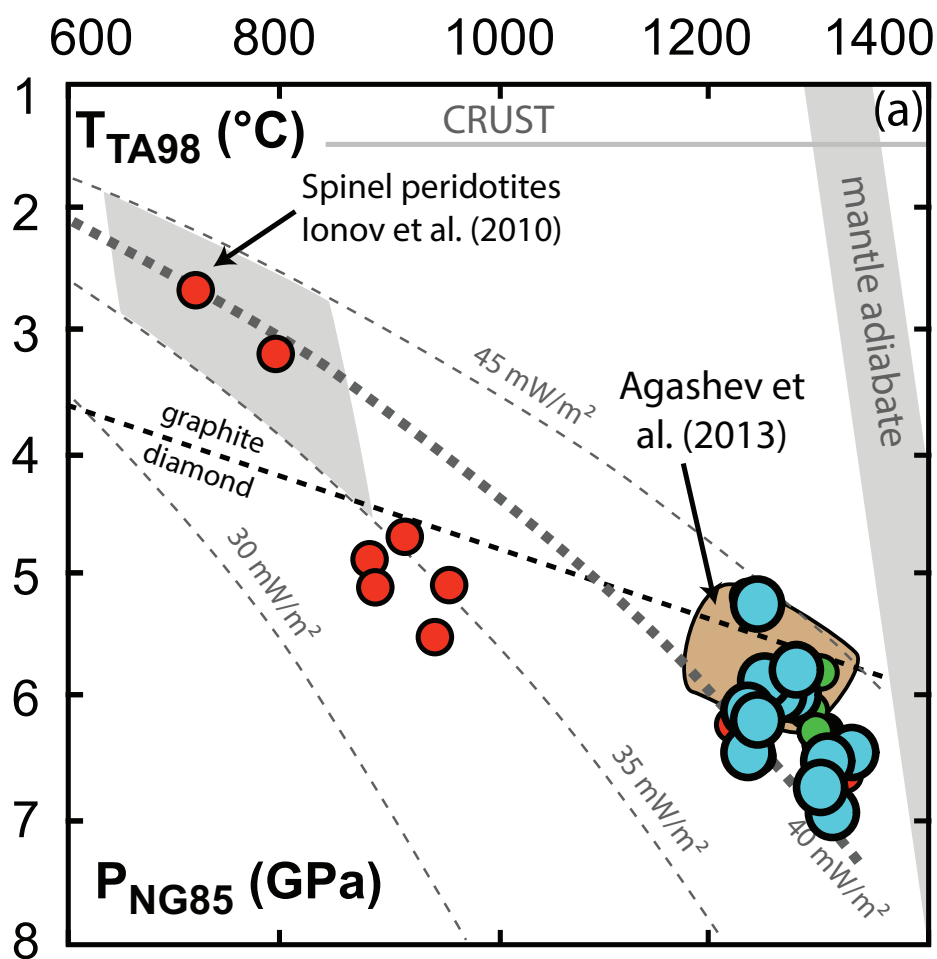 600 800 1000 1200 1400
1
2
3
4
5
6
7
8
(a)
T_TA98 (°C)
CRUST
Spinel peridotites
Ionov et al. (2010)
mantle adiabate
45 mW/m²
Agashev et
al. (2013)
graphite
diamond
30 mW/m²
35 mW/m²
40 mW/m²
P_NG85 (GPa)